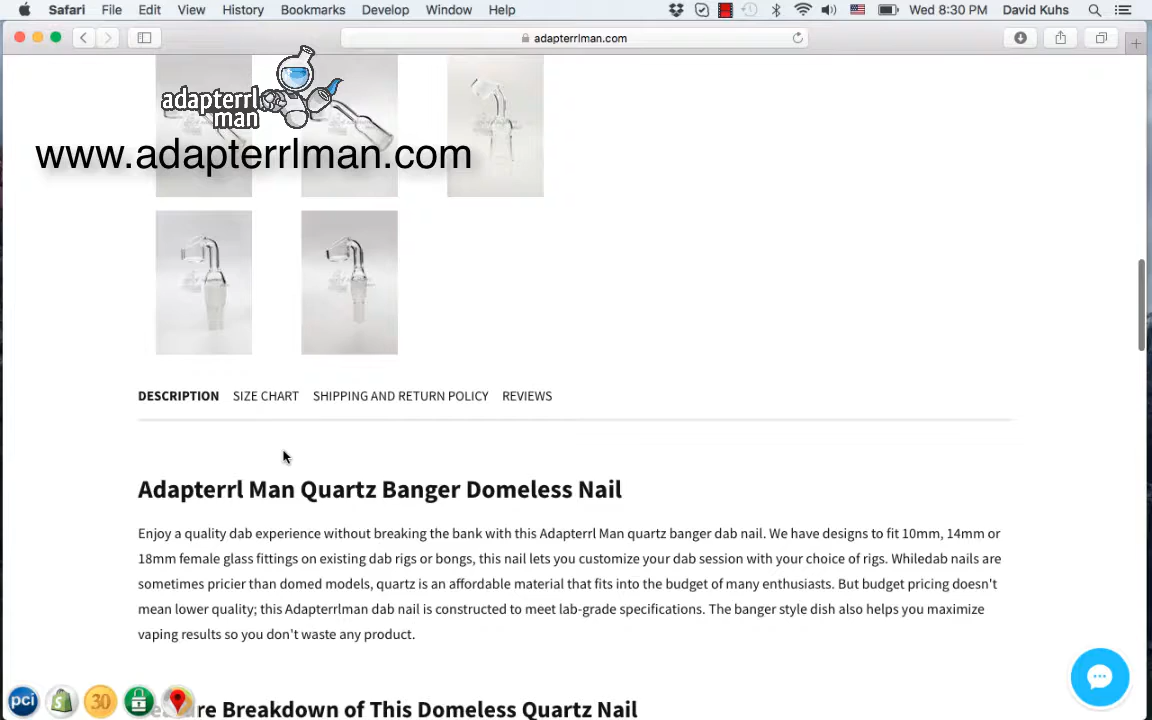 Safari File Edit View History Bookmarks Develop Window Help Wed 8:30 PM David Kuhs
adapterrlman.com
adapterrl
man
www.adapterrlman.com
DESCRIPTION SIZE CHART SHIPPING AND RETURN POLICY REVIEWS
Adapterrl Man Quartz Banger Domeless Nail
Enjoy a quality dab experience without breaking the bank with this Adapterrl Man quartz banger dab nail. We have designs to fit 10mm, 14mm or
18mm female glass fittings on existing dab rigs or bongs, this nail lets you customize your dab session with your choice of rigs. Whiledab nails are
sometimes pricier than domed models, quartz is an affordable material that fits into the budget of many enthusiasts. But budget pricing doesn't
mean lower quality; this Adapterrlman dab nail is constructed to meet lab-grade specifications. The banger style dish also helps you maximize
vaping results so you don't waste any product.
pci 30
re Breakdown of This Domeless Quartz Nail